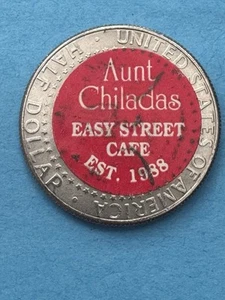 UNITED STATES OF AMERICA
Aunt
Chiladas
EASY STREET
CAFE
EST. 1988
HALF DOLLAR